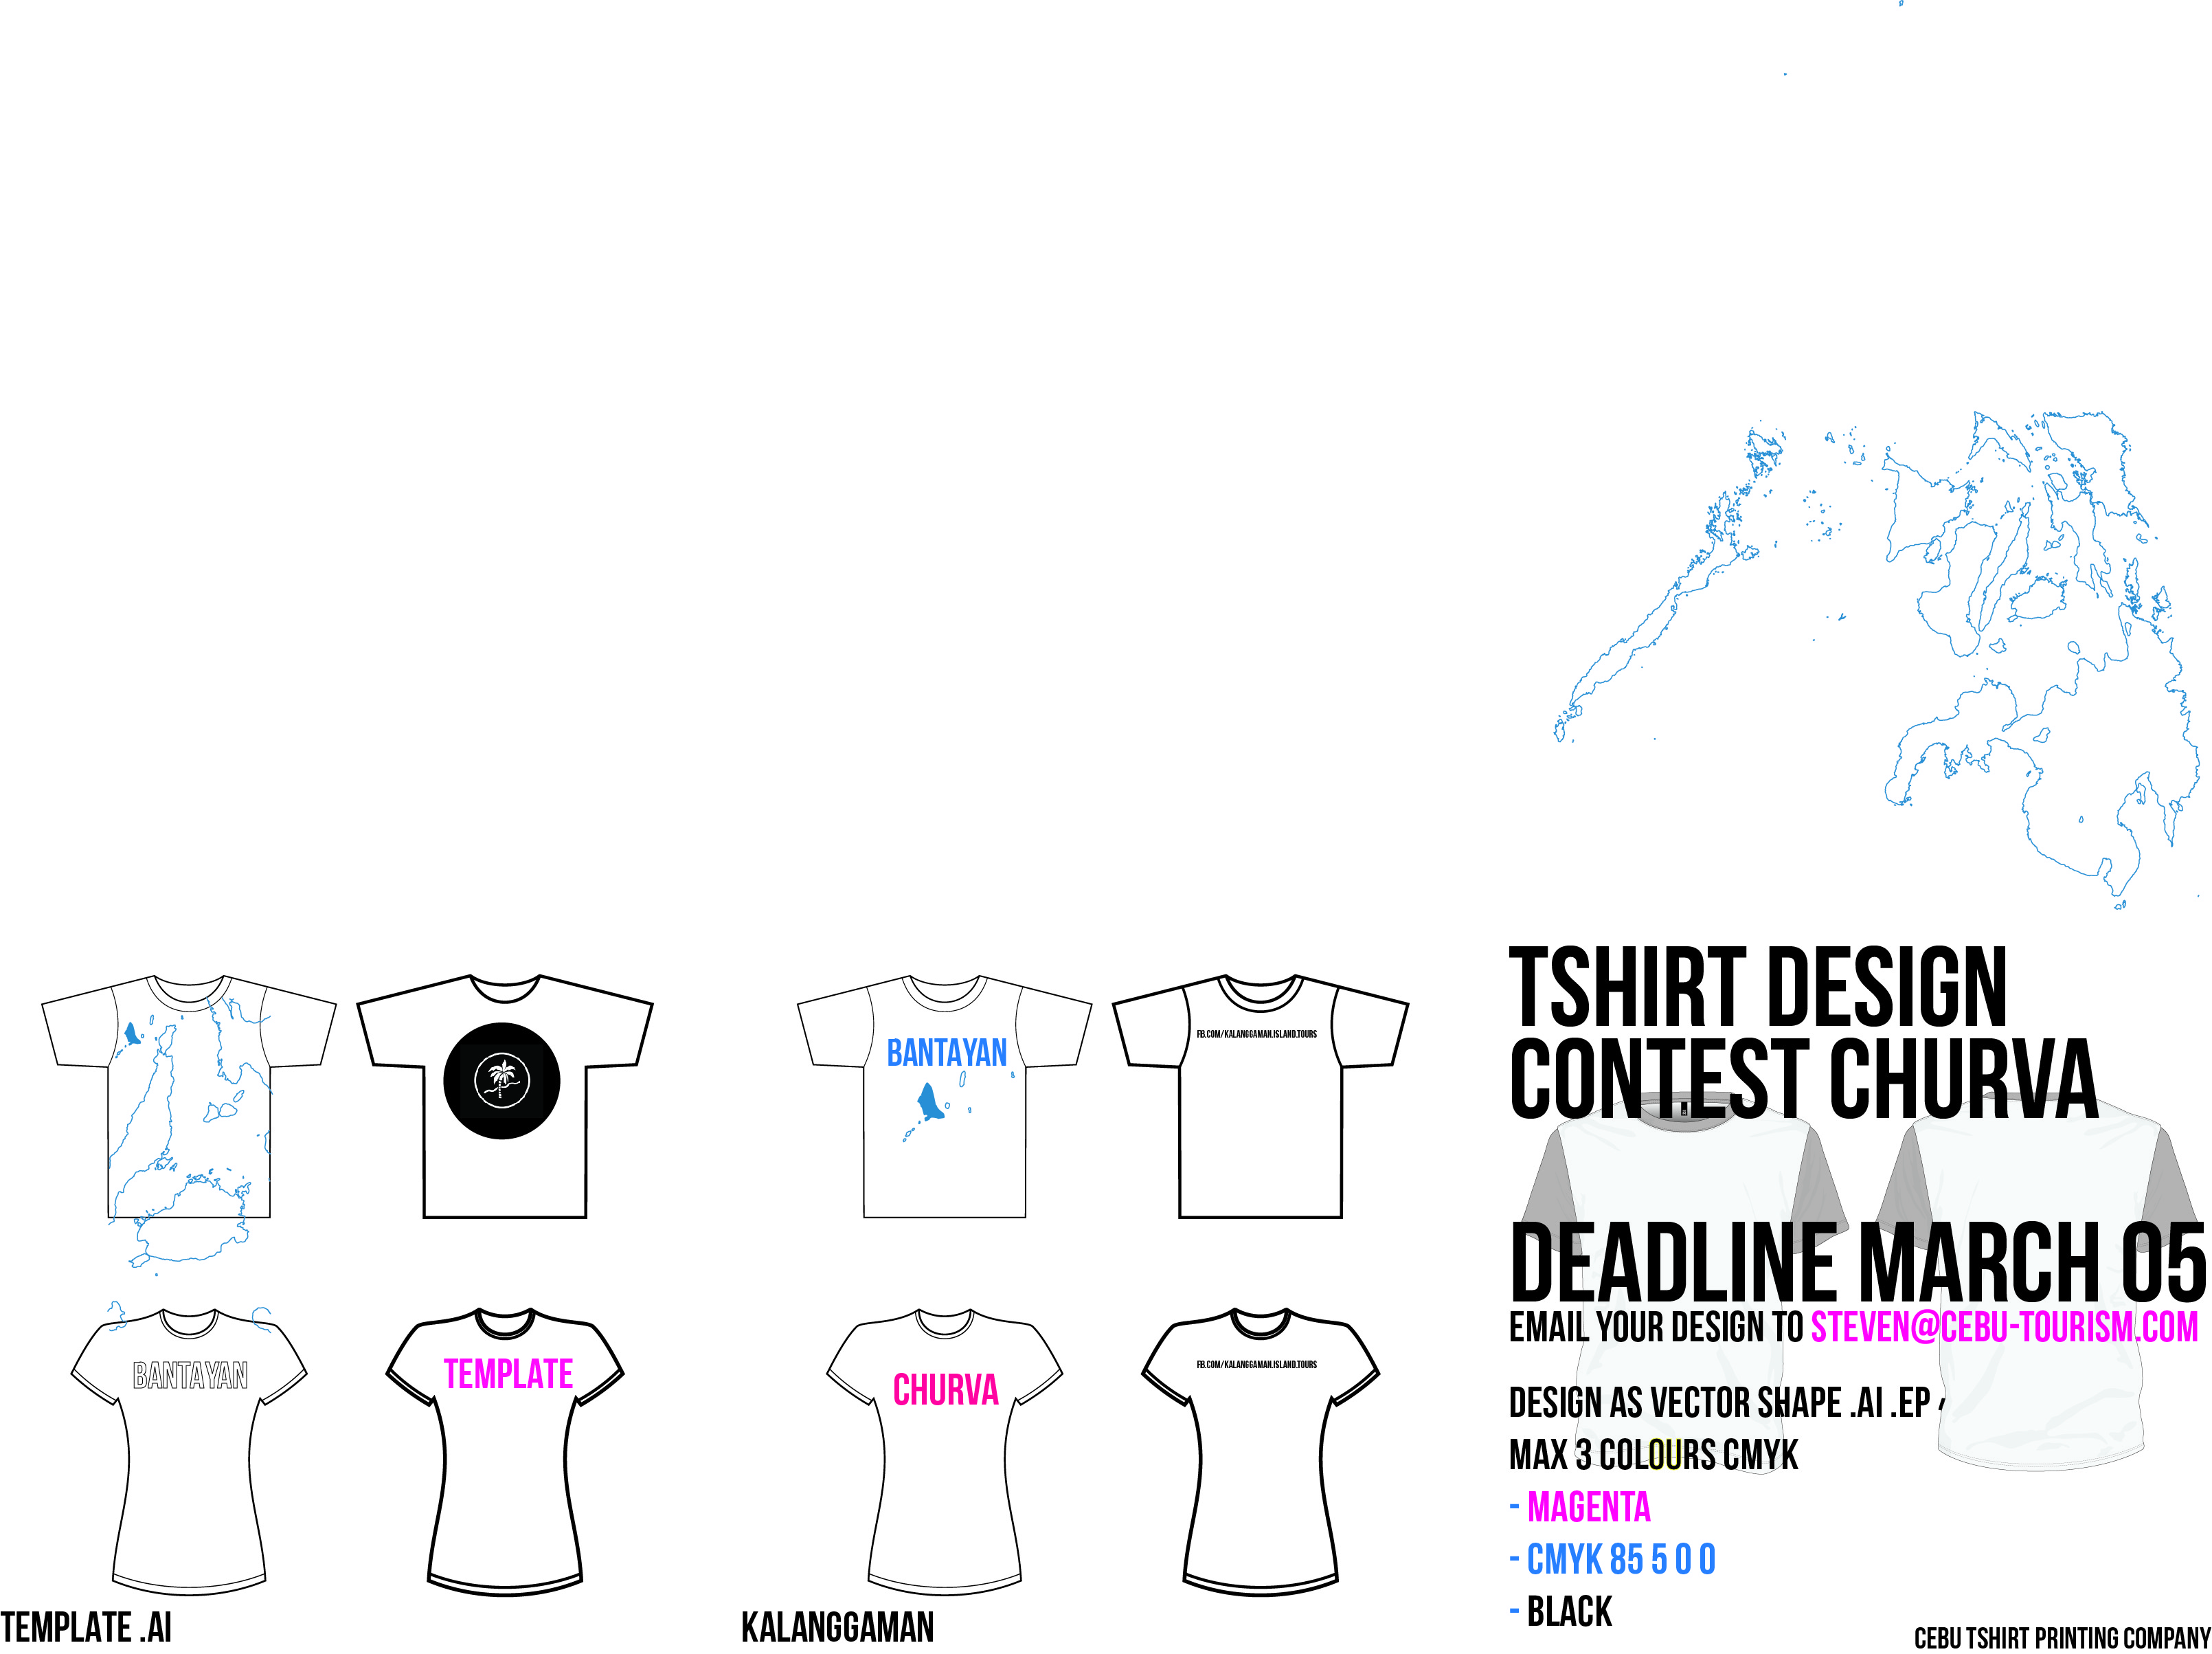 BANTAYAN
FB.COM/KALANGGAMAN.ISLAND.TOURS
BANTAYAN
TEMPLATE
CHURVA
FB.COM/KALANGGAMAN.ISLAND.TOURS
TEMPLATE .AI
KALANGGAMAN
TSHIRT DESIGN
CONTEST CHURVA
DEADLINE MARCH 05
EMAIL YOUR DESIGN TO STEVEN@CEBU-TOURISM.COM
DESIGN AS VECTOR SHAPE .AI .EP
MAX 3 COLOURS CMYK
- MAGENTA
- CMYK 85 5 0 0
- BLACK
CEBU TSHIRT PRINTING COMPANY